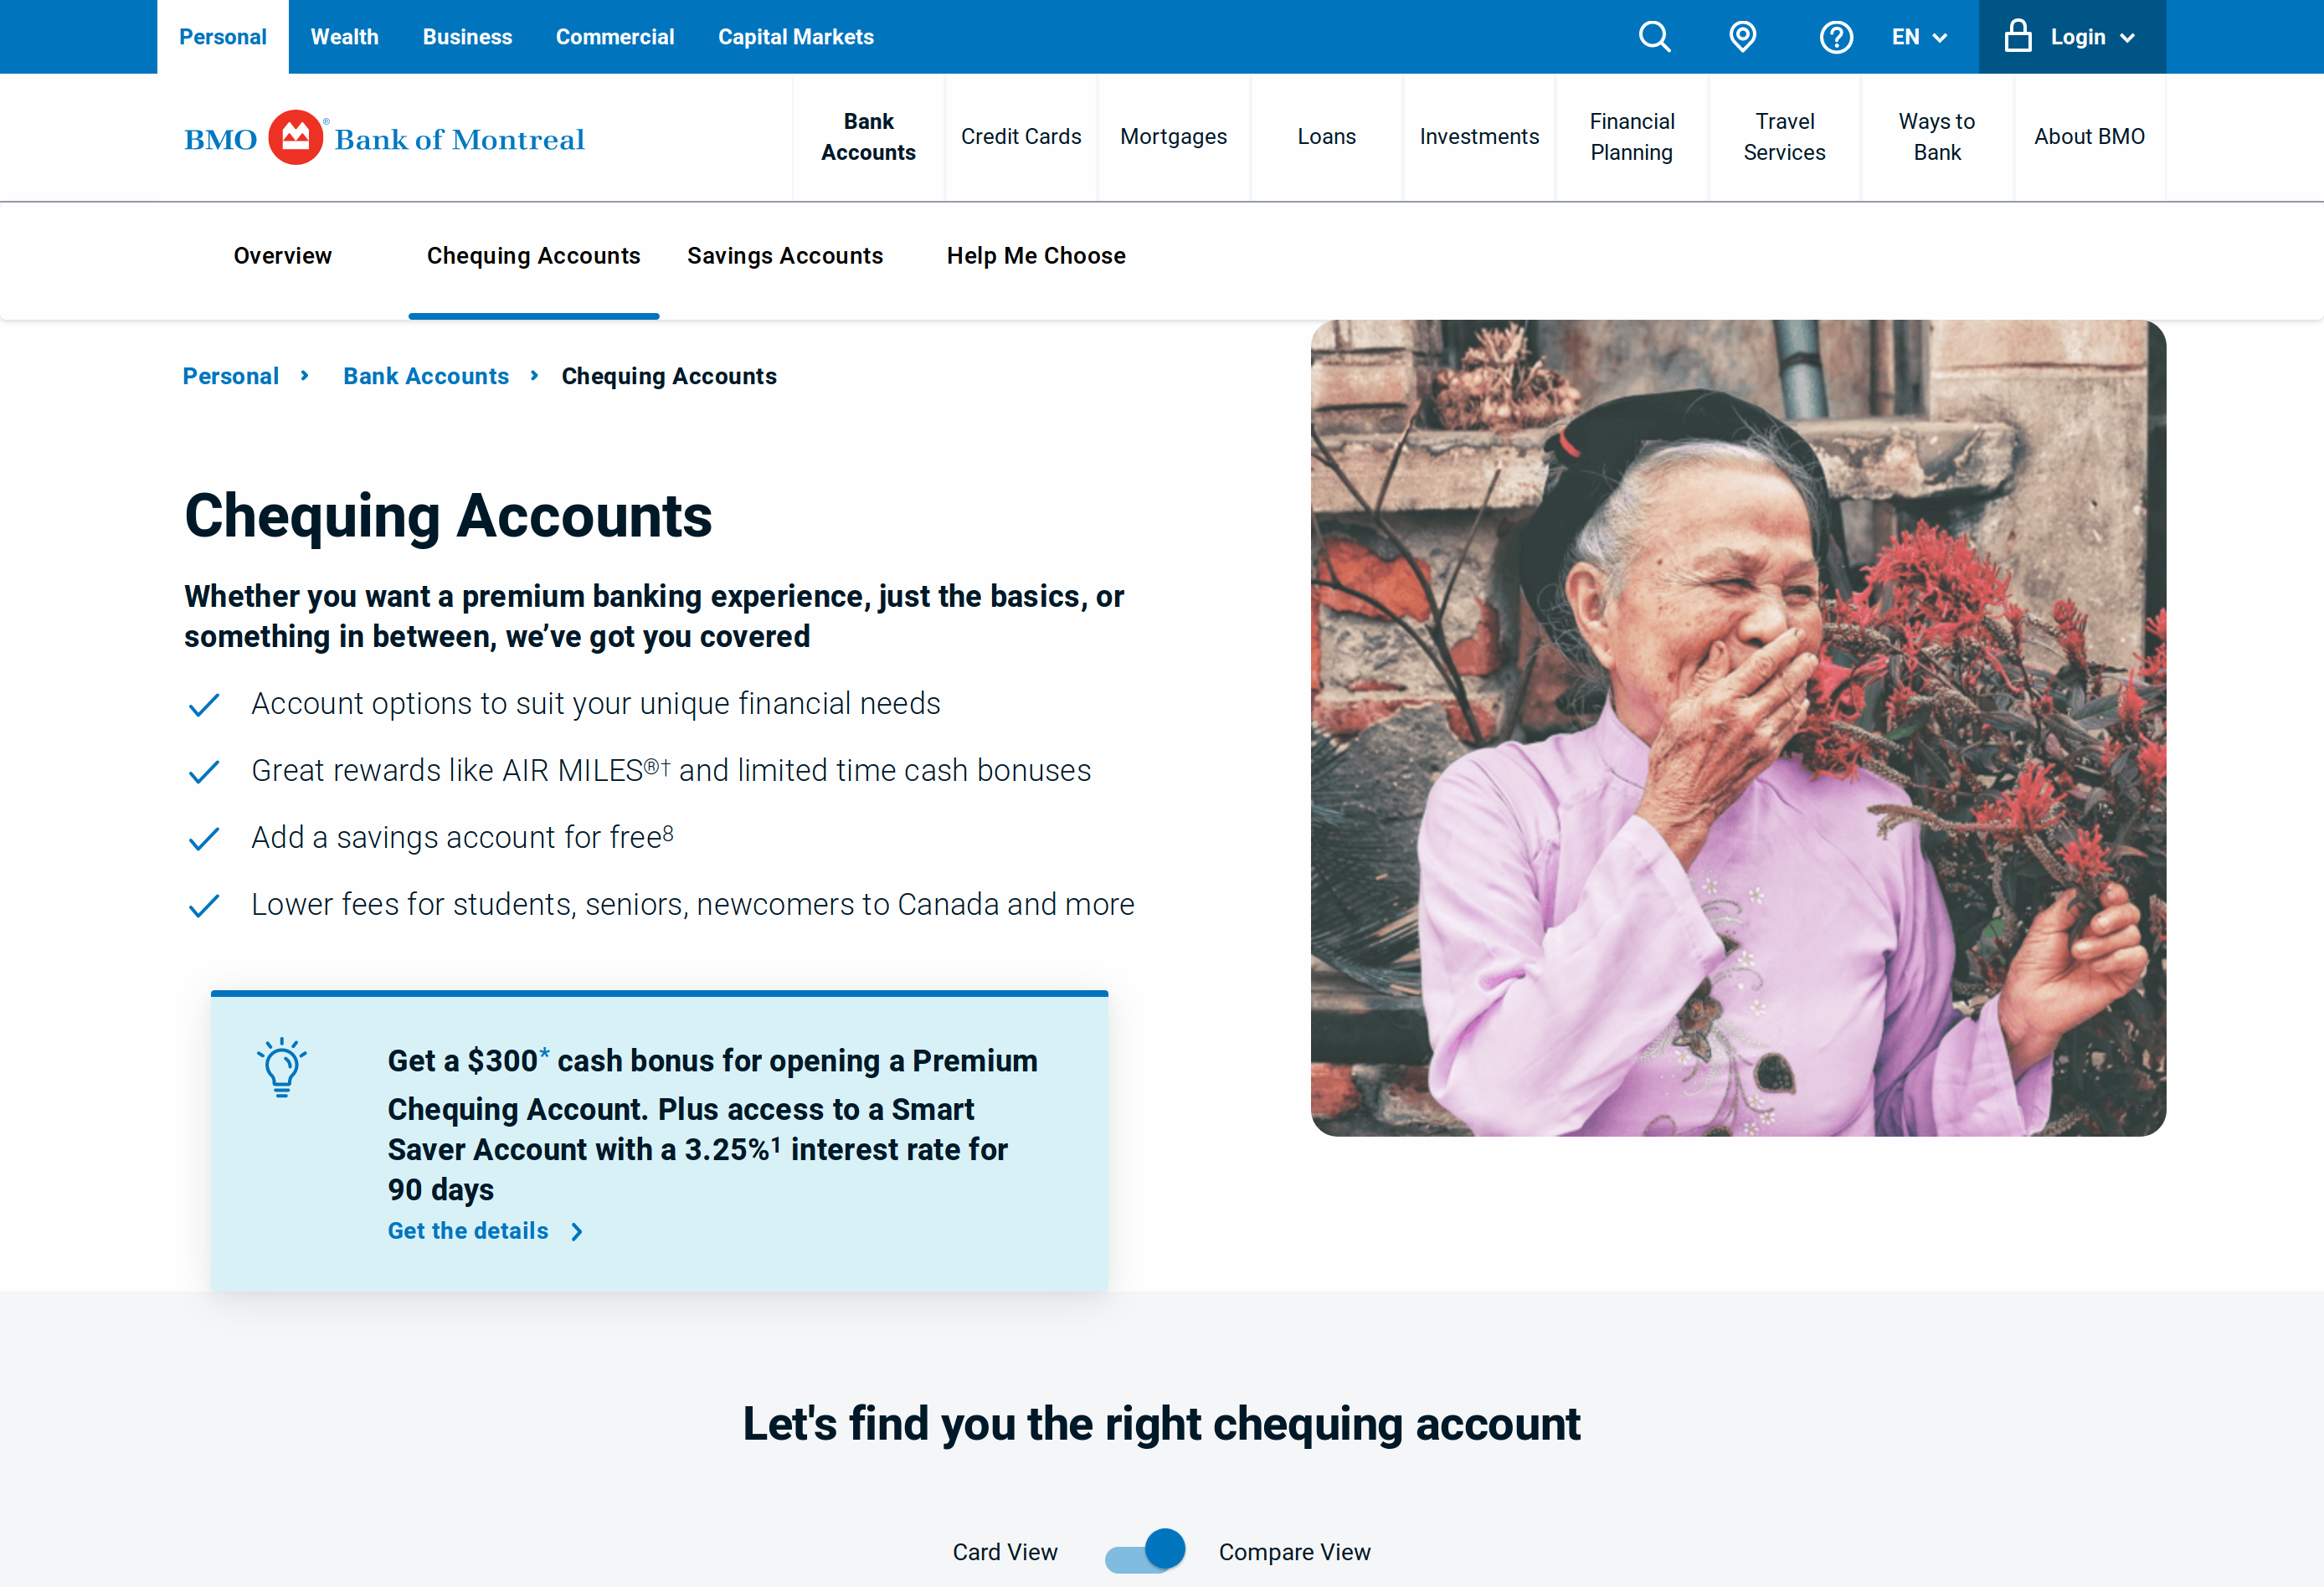 Personal Wealth Business Commercial Capital Markets EN Login
BMO ® Bank of Montreal
Bank Accounts
Credit Cards
Mortgages
Loans
Investments
Financial Planning
Travel Services
Ways to Bank
About BMO
Overview Chequing Accounts Savings Accounts Help Me Choose
Personal › Bank Accounts › Chequing Accounts
Chequing Accounts
Whether you want a premium banking experience, just the basics, or
something in between, we’ve got you covered
Account options to suit your unique financial needs
Great rewards like AIR MILES®† and limited time cash bonuses
Add a savings account for free8
Lower fees for students, seniors, newcomers to Canada and more
Get a $300* cash bonus for opening a Premium
Chequing Account. Plus access to a Smart
Saver Account with a 3.25%1 interest rate for
90 days
Get the details
Let's find you the right chequing account
Card View Compare View